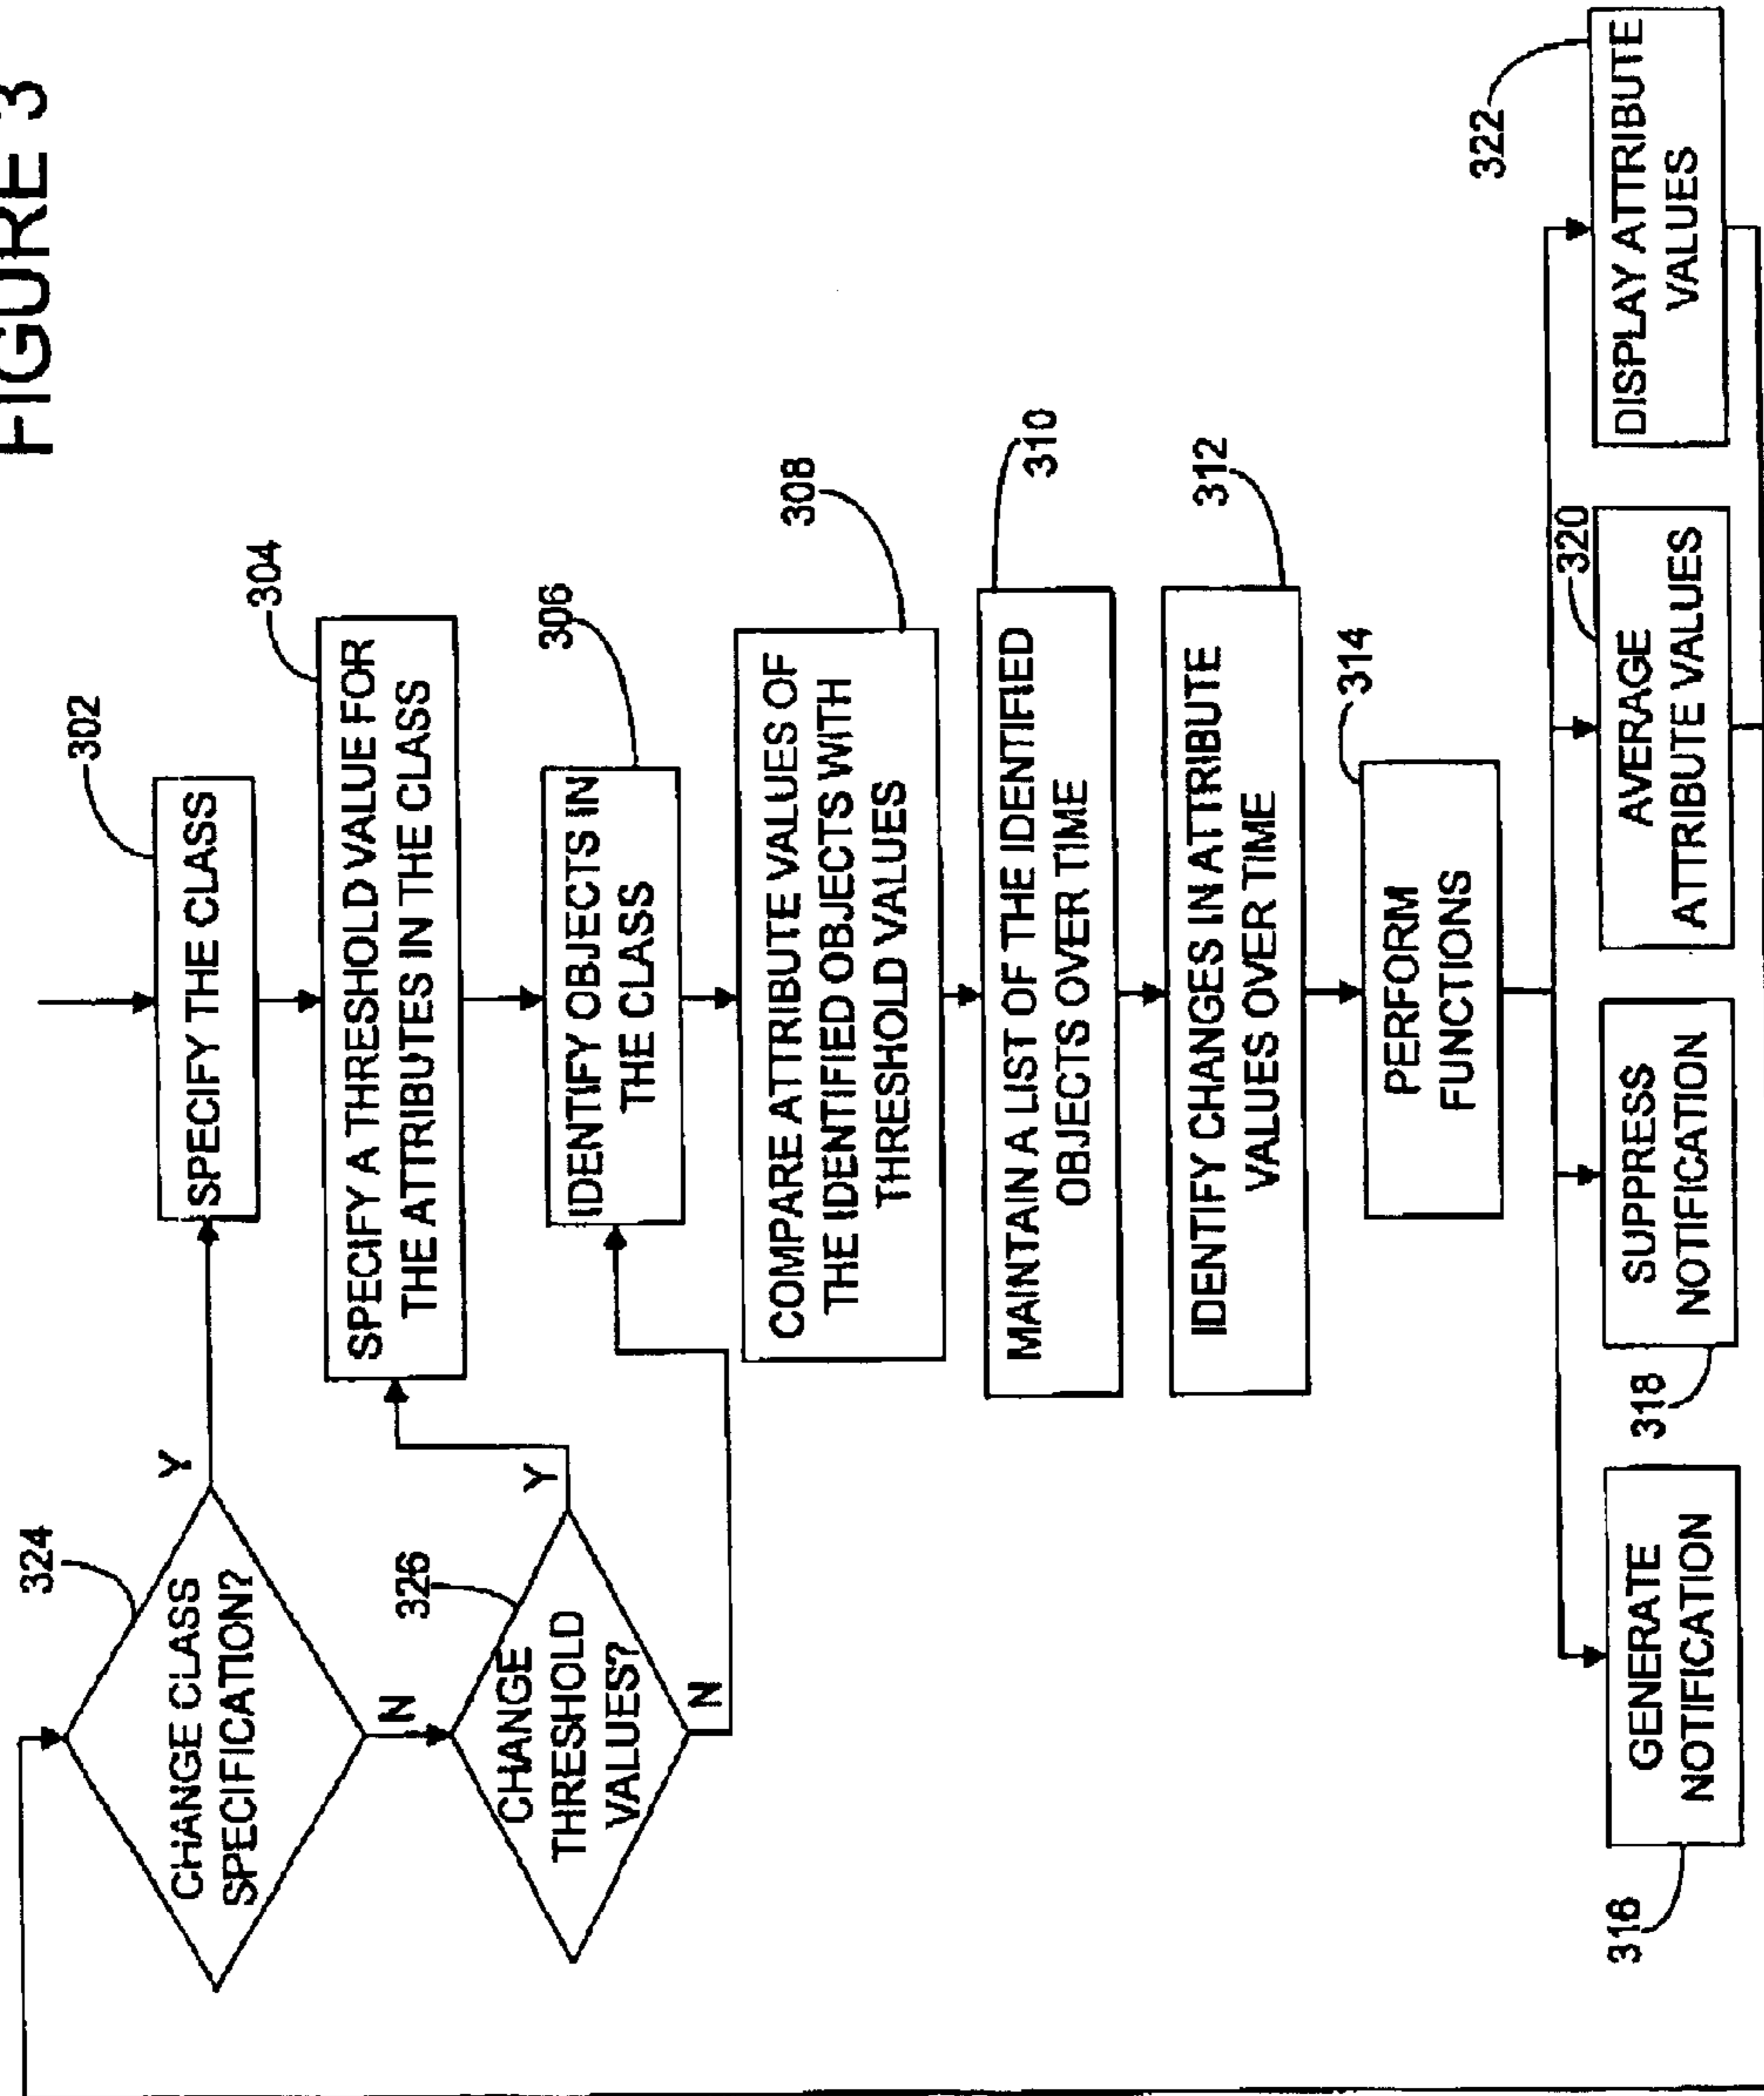 FIGURE 3
302
SPECIFY THE CLASS
324
CHANGE CLASS
SPECIFICATION?
Y
N
304
SPECIFY A THRESHOLD VALUE FOR
THE ATTRIBUTES IN THE CLASS
326
CHANGE
THRESHOLD
VALUES?
Y
N
306
IDENTIFY OBJECTS IN
THE CLASS
308
COMPARE ATTRIBUTE VALUES OF
THE IDENTIFIED OBJECTS WITH
THRESHOLD VALUES
310
MAINTAIN A LIST OF THE IDENTIFIED
OBJECTS OVER TIME
312
IDENTIFY CHANGES IN ATTRIBUTE
VALUES OVER TIME
314
PERFORM
FUNCTIONS
316
GENERATE
NOTIFICATION
318
SUPPRESS
NOTIFICATION
320
AVERAGE
ATTRIBUTE VALUES
322
DISPLAY ATTRIBUTE
VALUES